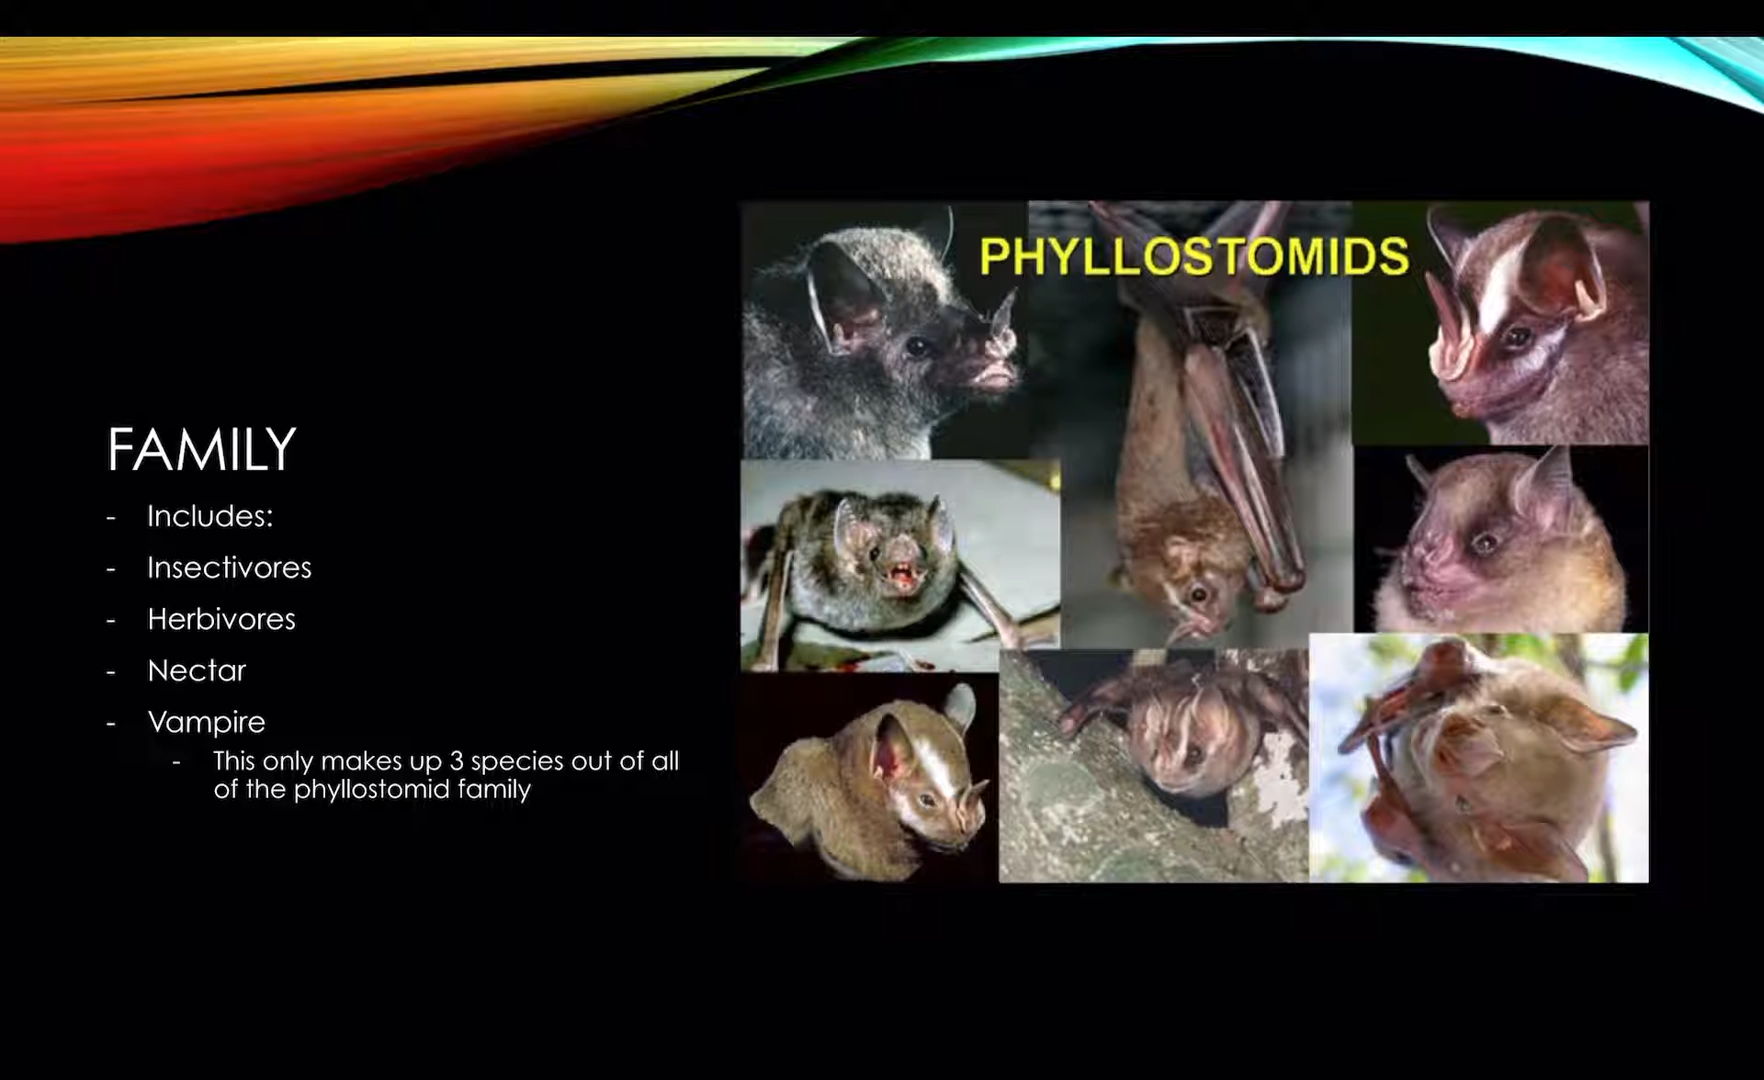 FAMILY
- Includes:
- Insectivores
- Herbivores
- Nectar
- Vampire
- This only makes up 3 species out of all
of the phyllostomid family
PHYLLOSTOMIDS